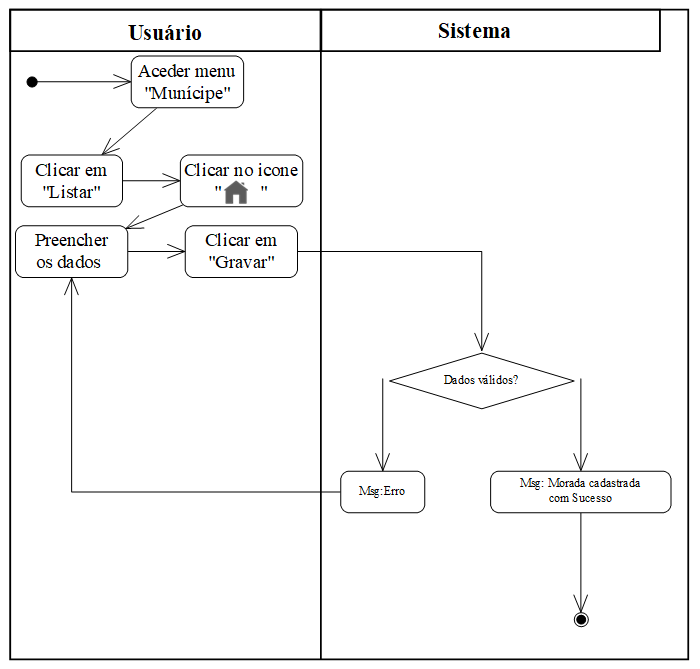 Usuário
Sistema
Aceder menu
"Munícipe"
Clicar em
"Listar"
Clicar no icone
" "
Preencher
os dados
Clicar em
"Gravar"
Dados válidos?
Msg:Erro
Msg: Morada cadastrada
com Sucesso